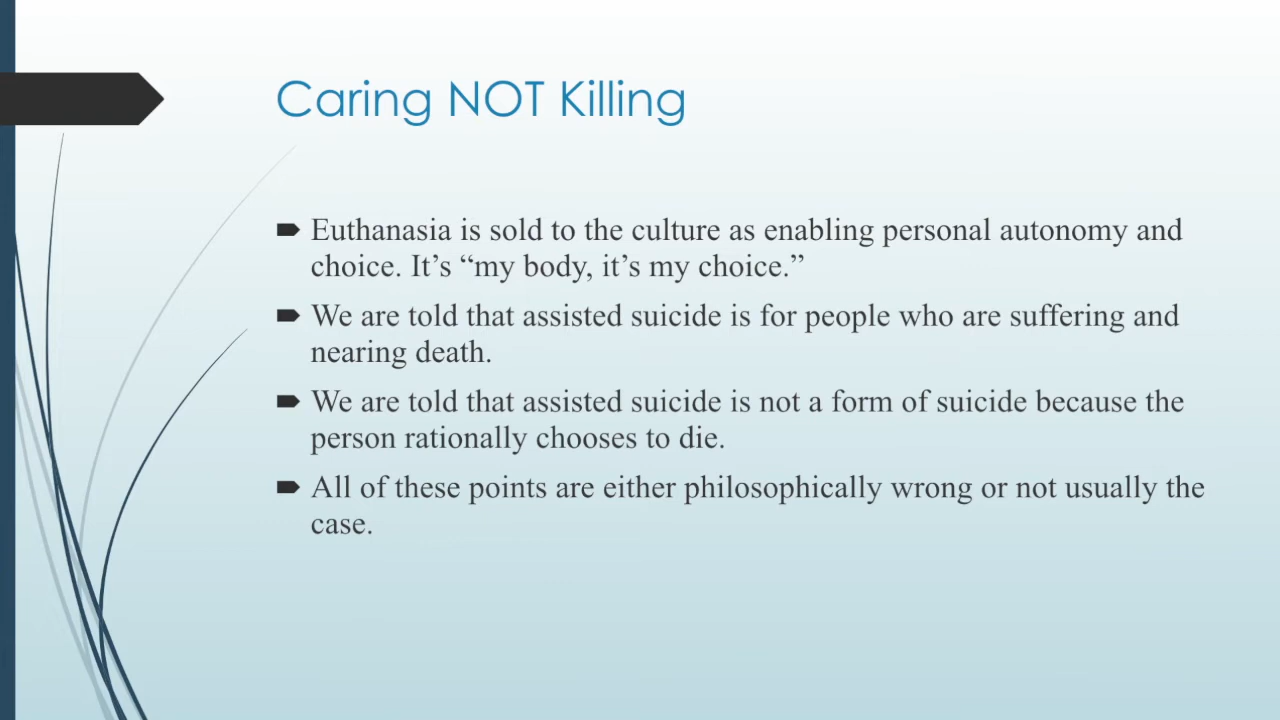 Caring NOT Killing
Euthanasia is sold to the culture as enabling personal autonomy and
choice. It’s “my body, it’s my choice.”
We are told that assisted suicide is for people who are suffering and
nearing death.
We are told that assisted suicide is not a form of suicide because the
person rationally chooses to die.
All of these points are either philosophically wrong or not usually the
case.